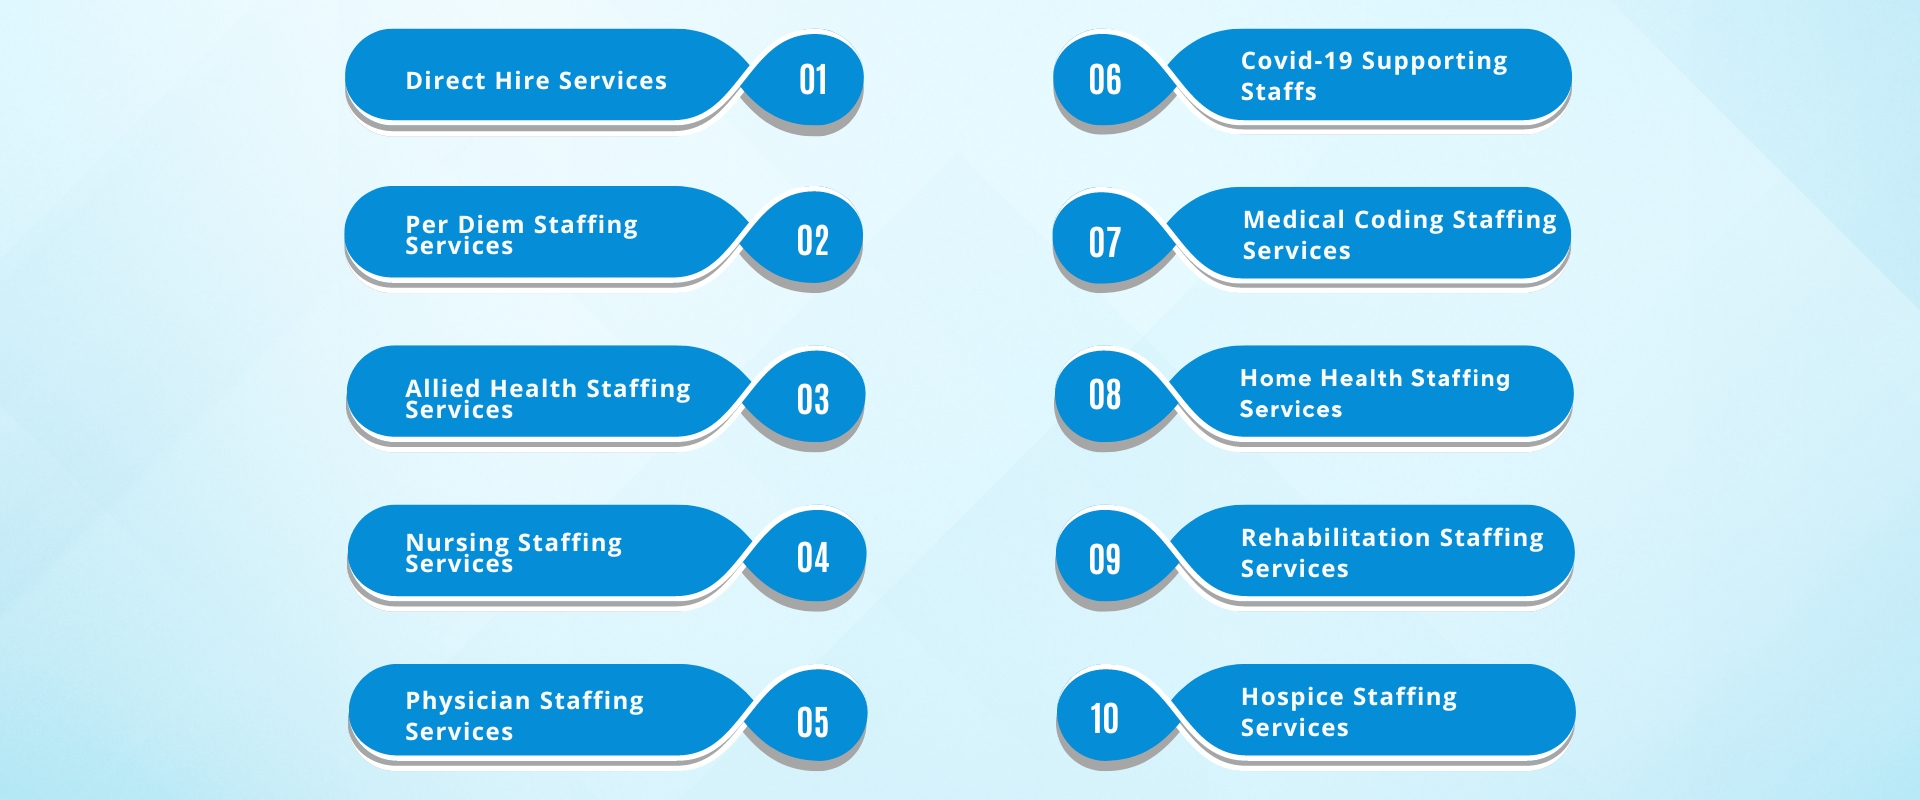 Direct Hire Services
01
Per Diem Staffing
Services
02
Allied Health Staffing
Services
03
Nursing Staffing
Services
04
Physician Staffing
Services
05
06
Covid-19 Supporting
Staffs
07
Medical Coding Staffing
Services
08
Home Health Staffing
Services
09
Rehabilitation Staffing
Services
10
Hospice Staffing
Services